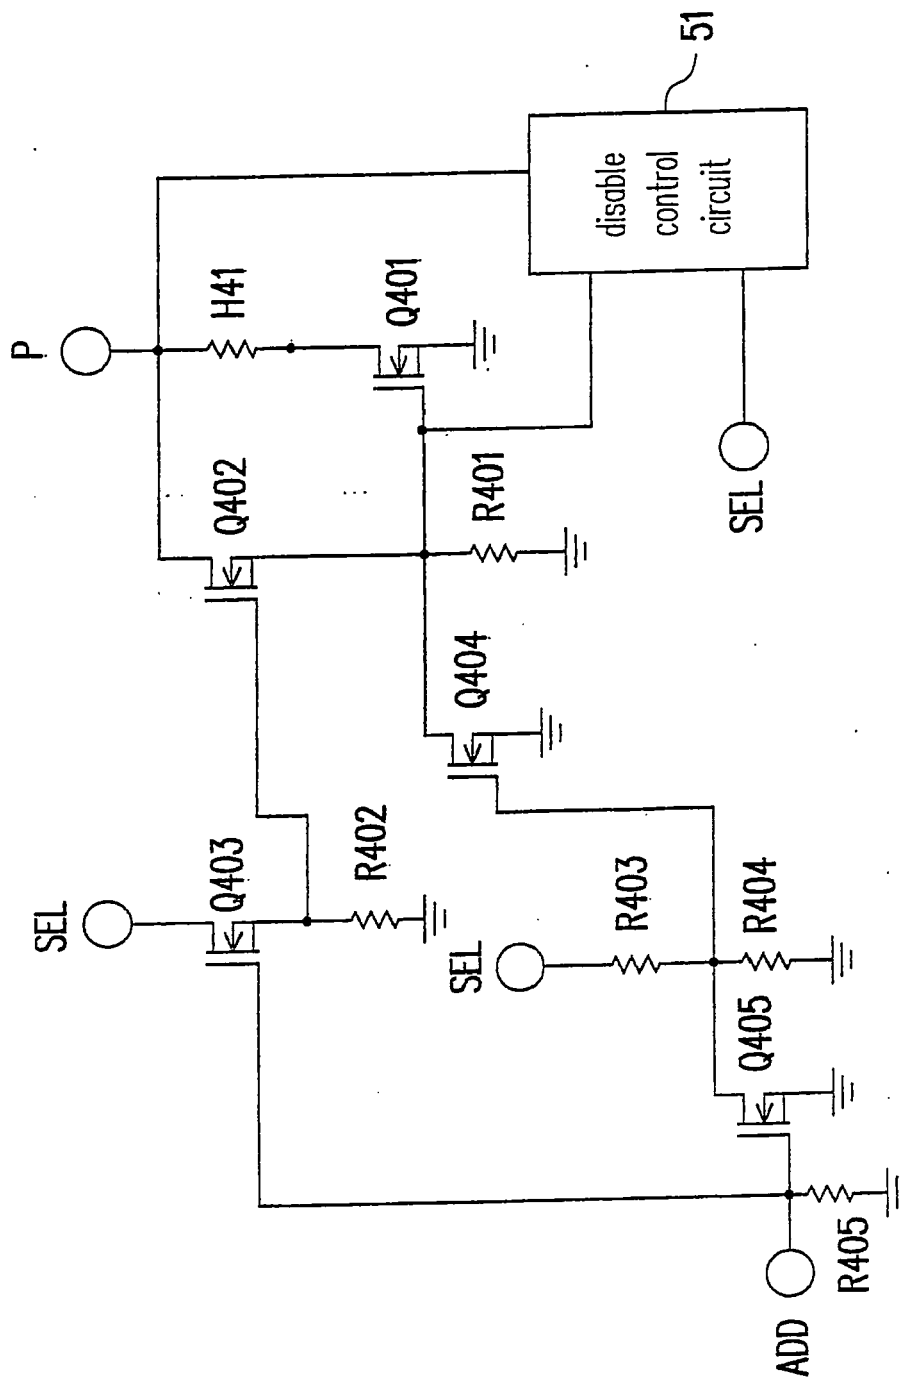 51
disable
control
circuit
P
H41
Q401
Q402
R401
SEL
Q404
SEL
Q403
R402
SEL
R403
R404
Q405
R405
ADD